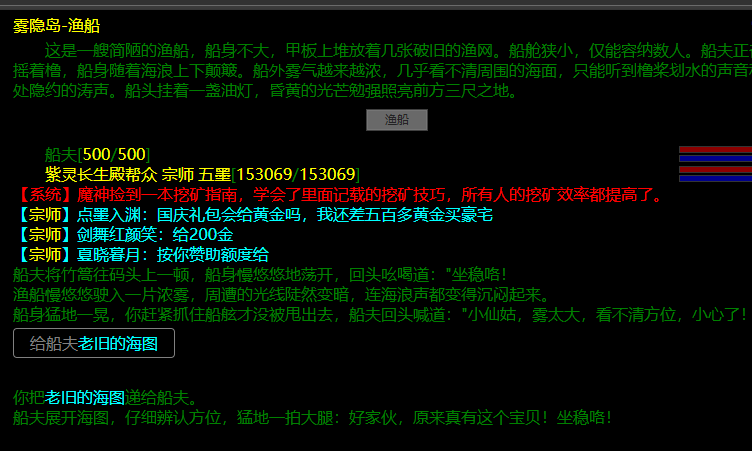 雾隐岛-渔船
这是一艘简陋的渔船，船身不大，甲板上堆放着几张破旧的渔网。船舱狭小，仅能容纳数人。船夫正
摇着橹，船身随着海浪上下颠簸。船外雾气越来越浓，几乎看不清周围的海面，只能听到橹桨划水的声音
处隐约的涛声。船头挂着一盏油灯，昏黄的光芒勉强照亮前方三尺之地。
渔船
船夫[500/500]
紫灵长生殿帮众 宗师 五墨[153069/153069]
【系统】魔神捡到一本挖矿指南，学会了里面记载的挖矿技巧，所有人的挖矿效率都提高了。
【宗师】点墨入渊：国庆礼包会给黄金吗，我还差五百多黄金买豪宅
【宗师】剑舞红颜笑：给200金
【宗师】夏晓暮月：按你赞助额度给
船夫将竹篙往码头上一顿，船身慢悠悠地荡开，回头吆喝道："坐稳咯！
渔船慢悠悠驶入一片浓雾，周遭的光线陡然变暗，连海浪声都变得沉闷起来。
船身猛地一晃，你赶紧抓住船舷才没被甩出去，船夫回头喊道："小仙姑，雾太大，看不清方位，小心了！
给船夫老旧的海图
你把老旧的海图递给船夫。
船夫展开海图，仔细辨认方位，猛地一拍大腿：好家伙，原来真有这个宝贝！坐稳咯！